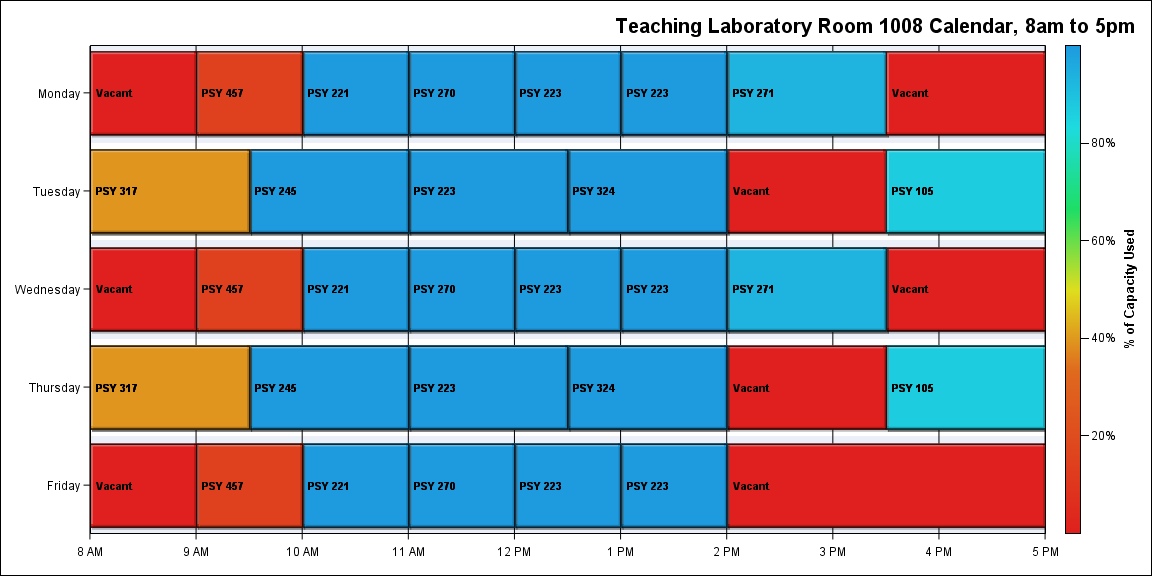 Teaching Laboratory Room 1008 Calendar, 8am to 5pm
Monday
Vacant
PSY 457
PSY 221
PSY 270
PSY 223
PSY 223
PSY 271
Vacant
Tuesday
PSY 317
PSY 245
PSY 223
PSY 324
Vacant
PSY 105
Wednesday
Vacant
PSY 457
PSY 221
PSY 270
PSY 223
PSY 223
PSY 271
Vacant
Thursday
PSY 317
PSY 245
PSY 223
PSY 324
Vacant
PSY 105
Friday
Vacant
PSY 457
PSY 221
PSY 270
PSY 223
PSY 223
Vacant
8 AM
9 AM
10 AM
11 AM
12 PM
1 PM
2 PM
3 PM
4 PM
5 PM
80%
60%
40%
20%
% of Capacity Used